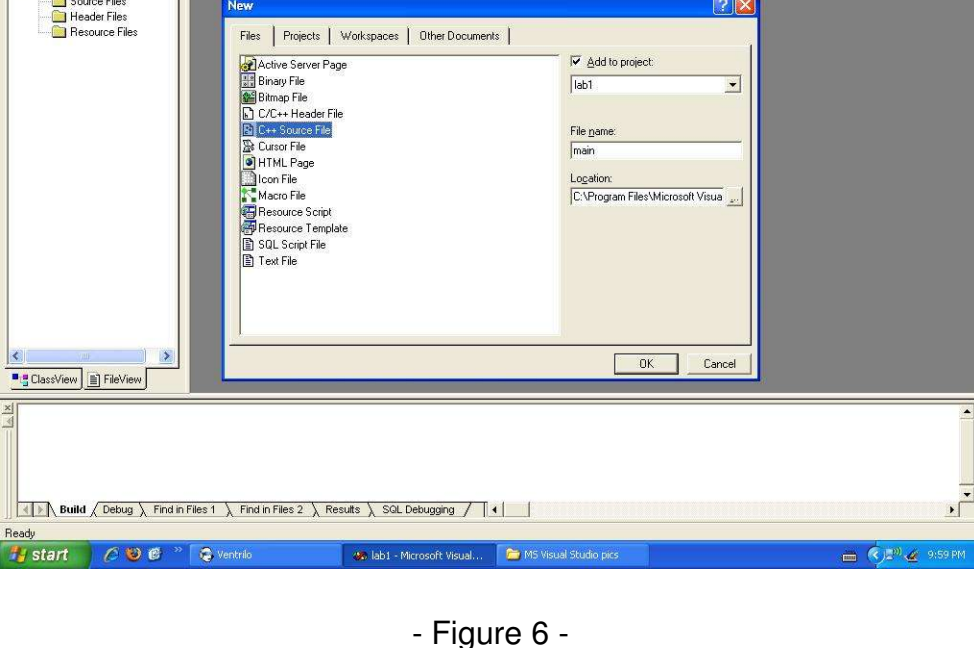 Source Files
Header Files
Resource Files
New
Files Projects Workspaces Other Documents
Active Server Page
Binary File
Bitmap File
C/C++ Header File
C++ Source File
Cursor File
HTML Page
Icon File
Macro File
Resource Script
Resource Template
SQL Script File
Text File
Add to project:
lab1
File name:
main
Location:
C:\Program Files\Microsoft Visua ...
OK Cancel
ClassView FileView
Build Debug Find in Files 1 Find in Files 2 Results SQL Debugging
Ready
start Ventrilo lab1 - Microsoft Visual... MS Visual Studio pics 9:59 PM
- Figure 6 -